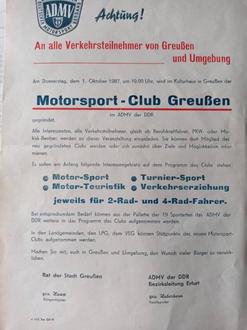 ADMV
MOTORSPORT
Achtung!
An alle Verkehrsteilnehmer von Greußen
und Umgebung
Am Donnerstag, dem 1. Oktober 1987, um 19.00 Uhr, wird im Kulturhaus in Greußen der
Motorsport-Club Greußen
im ADMV der DDR
gegründet.
Alle Interessenten, alle Verkehrsteilnehmer, gleich ob Berufskraftfahrer, PKW- oder Mo-
kick-Besitzer, werden zu dieser Veranstaltung eingeladen. Sie können dort Mitglied des
neu gegründeten Clubs werden oder sich zunächst über Ziele und Möglichkeiten infor-
mieren.
Es sollen am Anfang folgende Interessengebiete auf dem Programm des Clubs stehen:
Motor-Sport
Turnier-Sport
Motor-Touristik
Verkehrserziehung
jeweils für 2-Rad- und 4-Rad-Fahrer.
Bei entsprechendem Bedarf können aus der Palette der 19 Sportarten des ADMV der
DDR weitere in das Programm des Clubs aufgenommen werden.
In den Landgemeinden, den LPG, dem VEG können Stützpunkte des neuen Motorsport-
Clubs aufgenommen werden.
Machen Sie mit, auch in Greußen und Umgebung, den Wunsch vieler Bürger zu verwirk-
lichen.
Rat der Stadt Greußen
ADMV der DDR
Bezirksleitung Erfurt
gez.
Bürgermeister
gez.